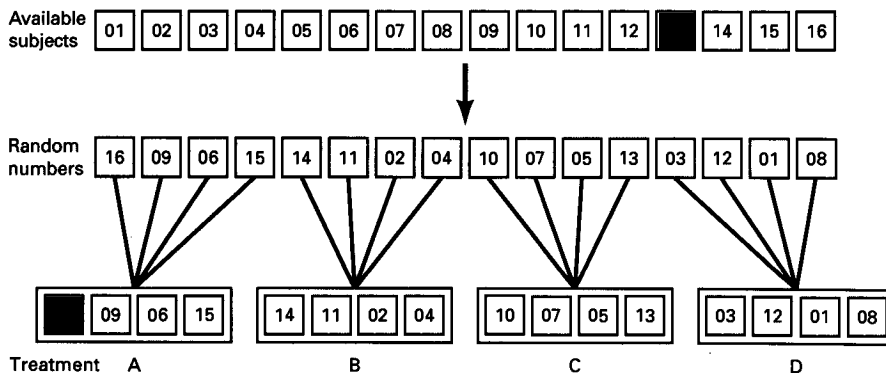 Available
subjects
01 02 03 04 05 06 07 08 09 10 11 12 14 15 16
Random
numbers
16 09 06 15 14 11 02 04 10 07 05 13 03 12 01 08
09 06 15 14 11 02 04 10 07 05 13 03 12 01 08
Treatment A B C D